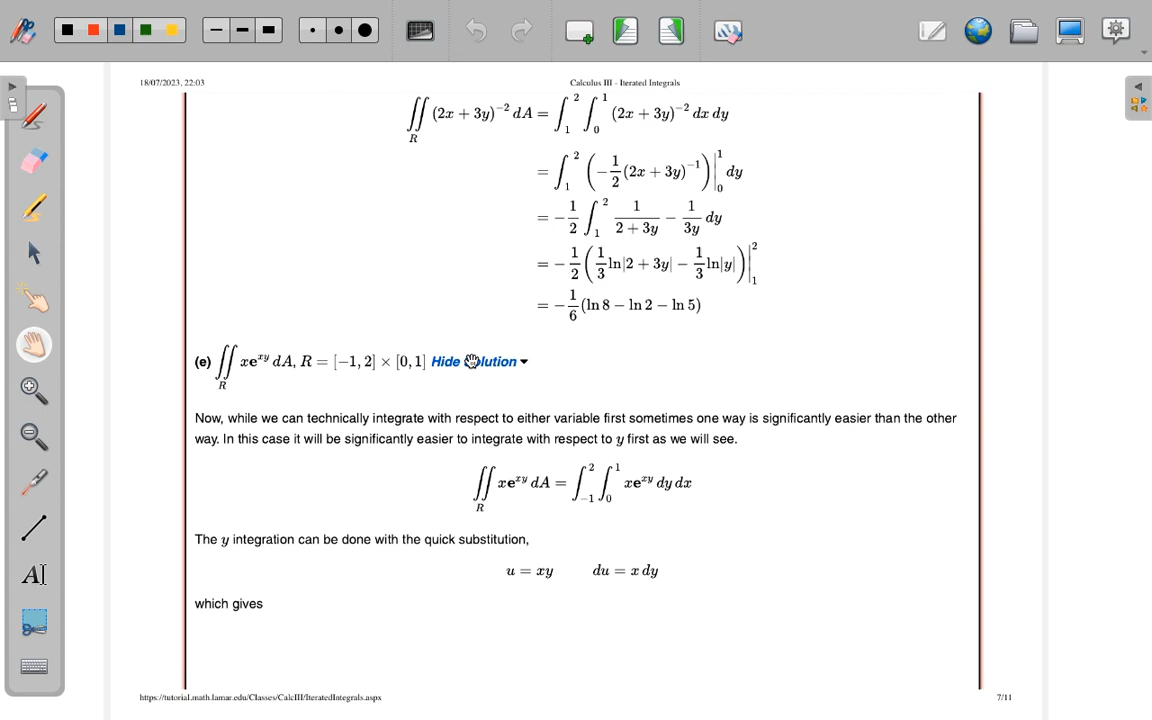 18/07/2023, 22:03 Calculus III - Iterated Integrals
∬_R (2x + 3y)^{-2} dA = ∫_1^2 ∫_0^1 (2x + 3y)^{-2} dx dy
= ∫_1^2 (-1/2 (2x + 3y)^{-1})|_0^1 dy
= -1/2 ∫_1^2 1/(2 + 3y) - 1/(3y) dy
= -1/2 (1/3 ln|2 + 3y| - 1/3 ln|y|)|_1^2
= -1/6 (ln 8 - ln 2 - ln 5)
(e) ∬_R xe^{xy} dA, R = [-1, 2] × [0, 1] Hide lution
Now, while we can technically integrate with respect to either variable first sometimes one way is significantly easier than the other
way. In this case it will be significantly easier to integrate with respect to y first as we will see.
∬_R xe^{xy} dA = ∫_{-1}^2 ∫_0^1 xe^{xy} dy dx
The y integration can be done with the quick substitution,
u = xy du = x dy
which gives
https://tutorial.math.lamar.edu/Classes/CalcIII/IteratedIntegrals.aspx 7/11
AI